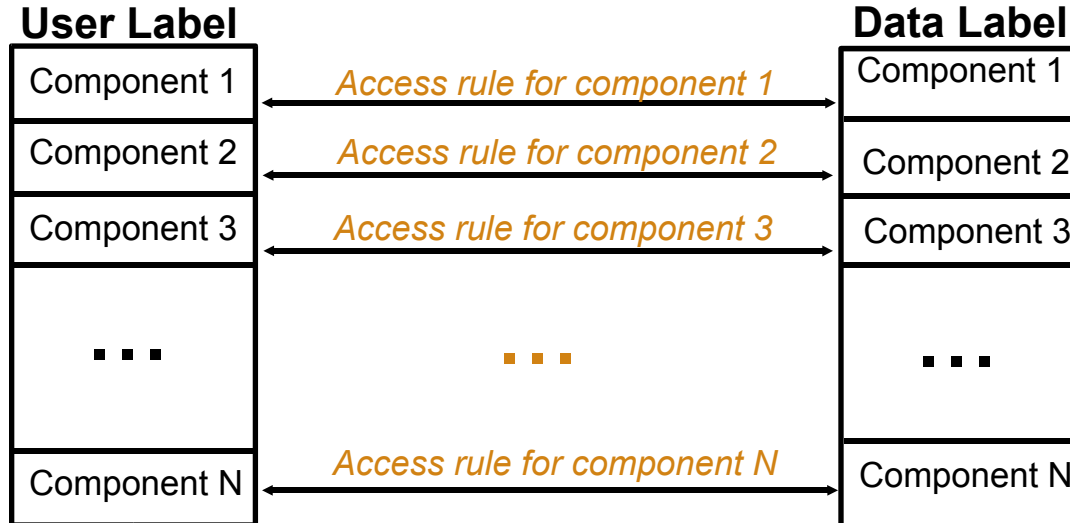 User Label
Data Label
Component 1
Access rule for component 1
Component 1
Component 2
Access rule for component 2
Component 2
Component 3
Access rule for component 3
Component 3
...
...
...
Component N
Access rule for component N
Component N